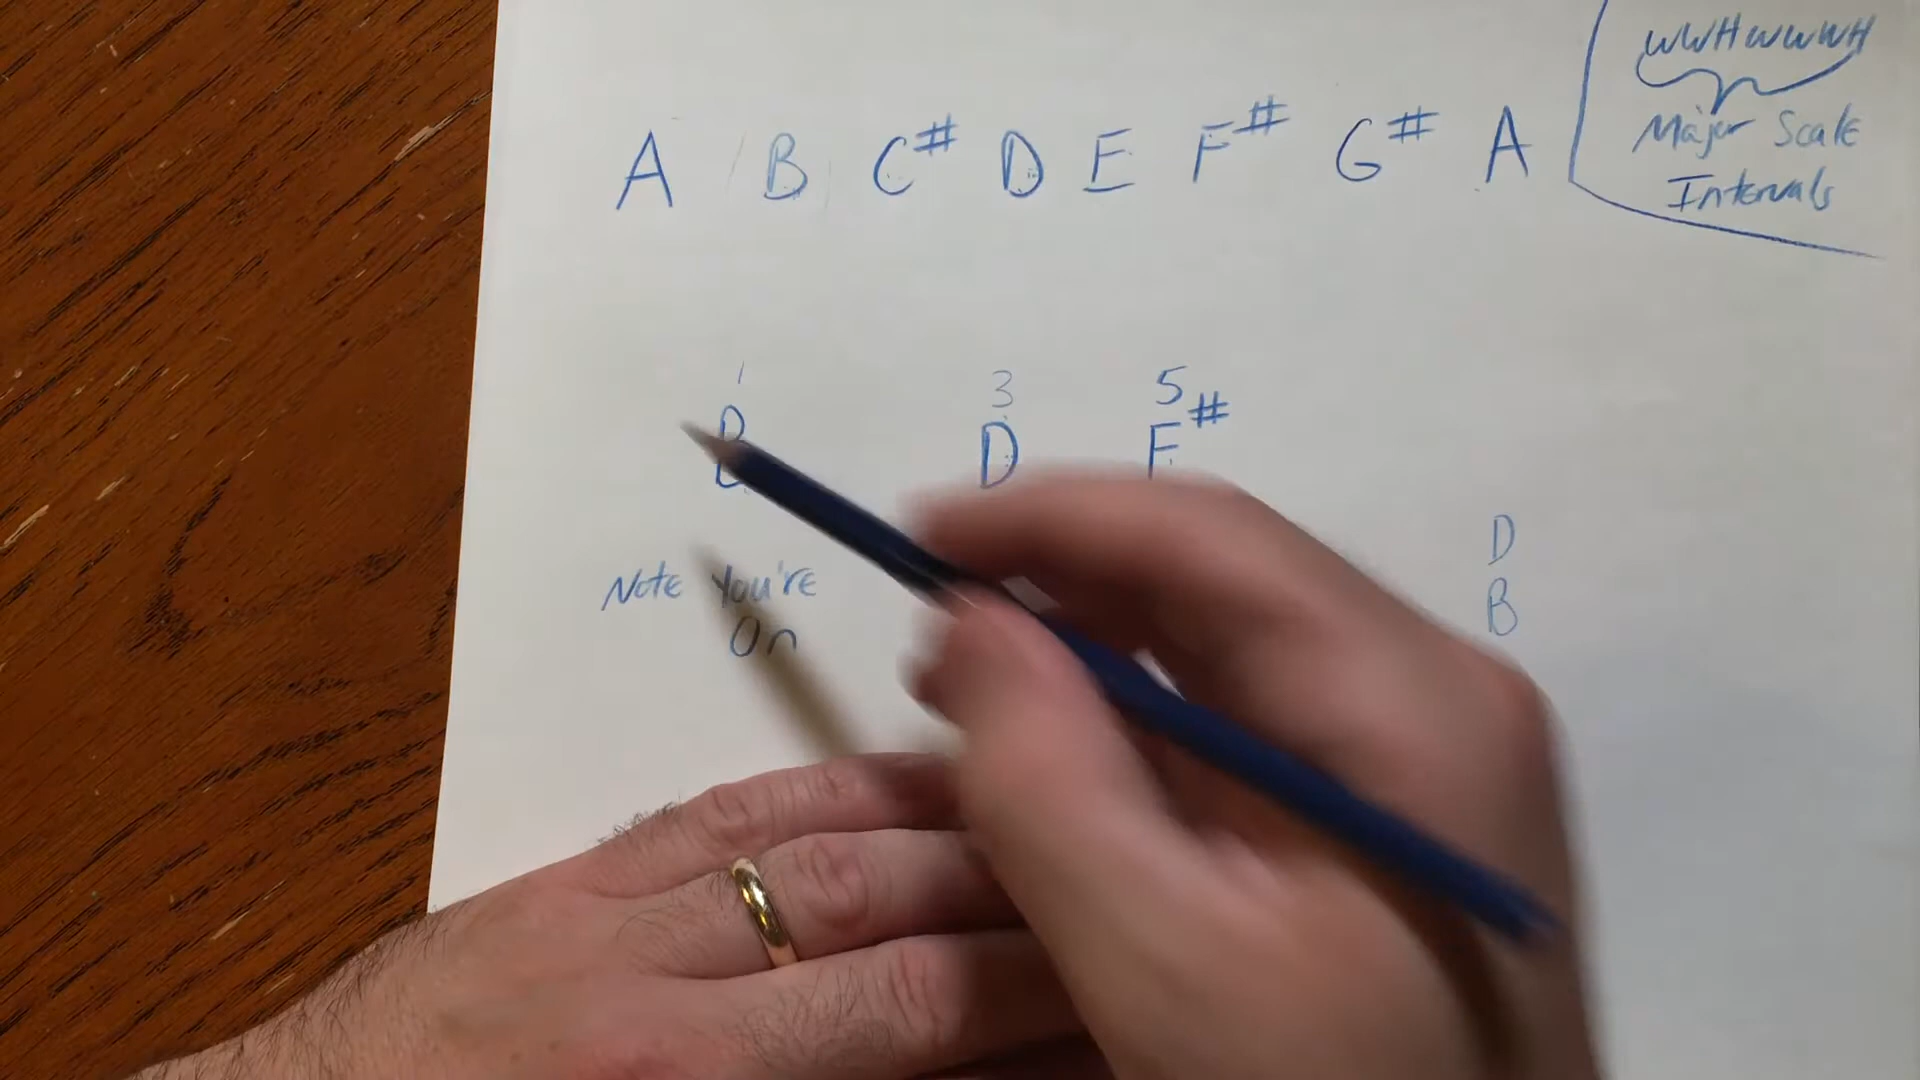 WWHWWWH
Major Scale
Intervals
A B C# D E F# G# A
1 3 5
B D F#
Note You're
On
D
B